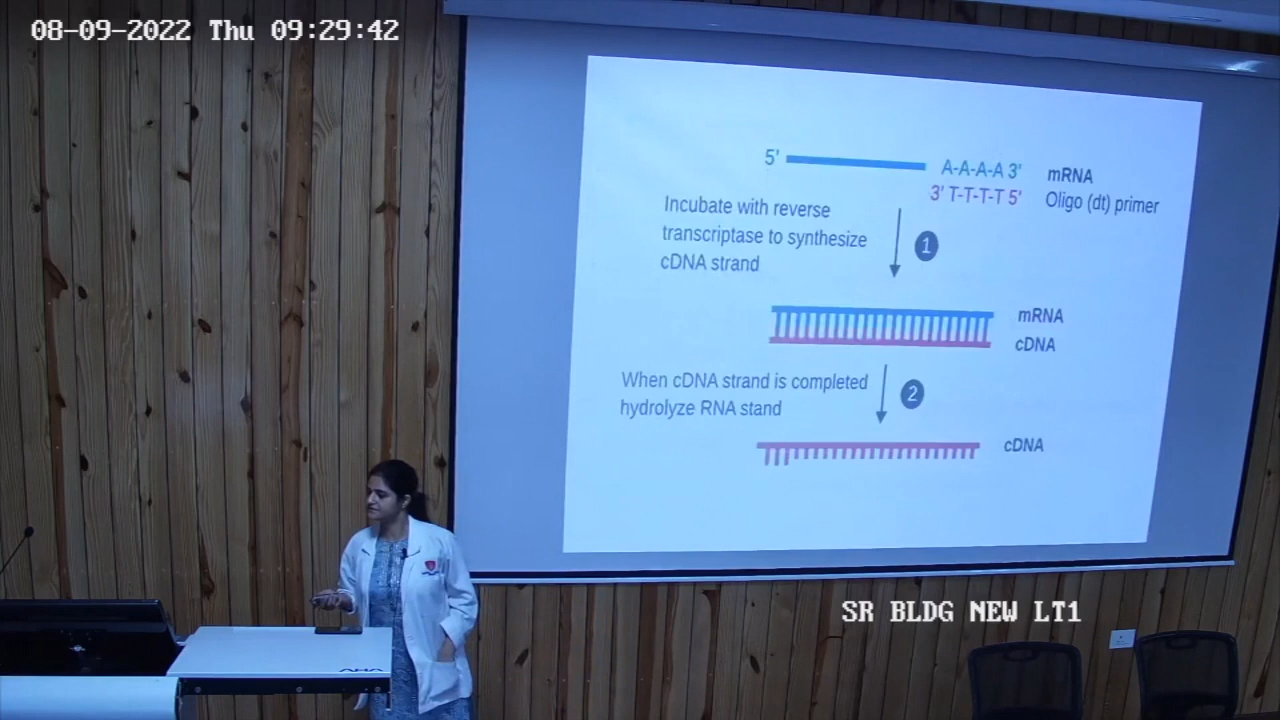 08-09-2022 Thu 09:29:42
5' A-A-A-A 3' mRNA
3' T-T-T-T 5' Oligo (dt) primer
Incubate with reverse
transcriptase to synthesize
cDNA strand
1
mRNA
cDNA
When cDNA strand is completed
hydrolyze RNA stand
2
cDNA
SR BLDG NEW LT1